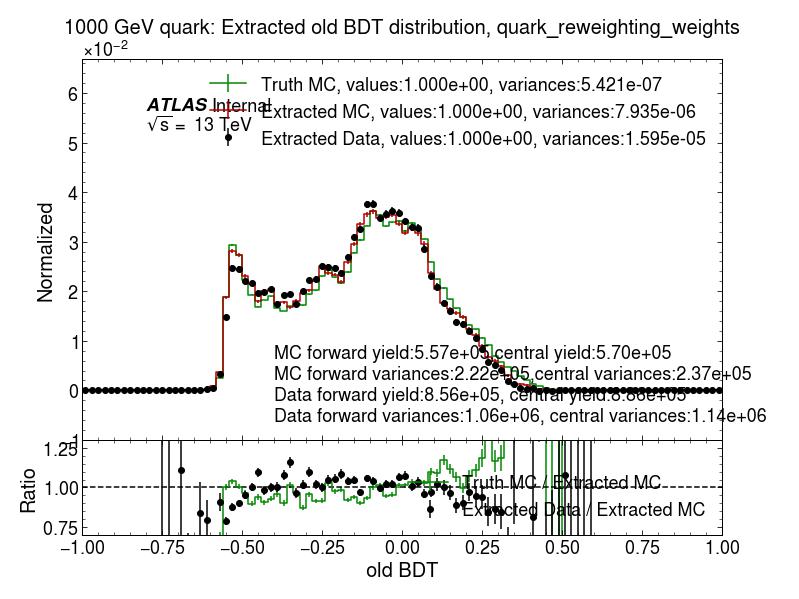 1000 GeV quark: Extracted old BDT distribution, quark_reweighting_weights
×10⁻²
Truth MC, values:1.000e+00, variances:5.421e-07
ATLAS Internal
Extracted MC, values:1.000e+00, variances:7.935e-06
√s = 13 TeV
Extracted Data, values:1.000e+00, variances:1.595e-05
6
5
4
3
2
1
0
Normalized
MC forward yield:5.57e+05, central yield:5.70e+05
MC forward variances:2.22e+05, central variances:2.37e+05
Data forward yield:8.56e+05, central yield:8.86e+05
Data forward variances:1.06e+06, central variances:1.14e+06
1.25
1.00
0.75
Ratio
Truth MC / Extracted MC
Extracted Data / Extracted MC
−1.00 −0.75 −0.50 −0.25 0.00 0.25 0.50 0.75 1.00
old BDT